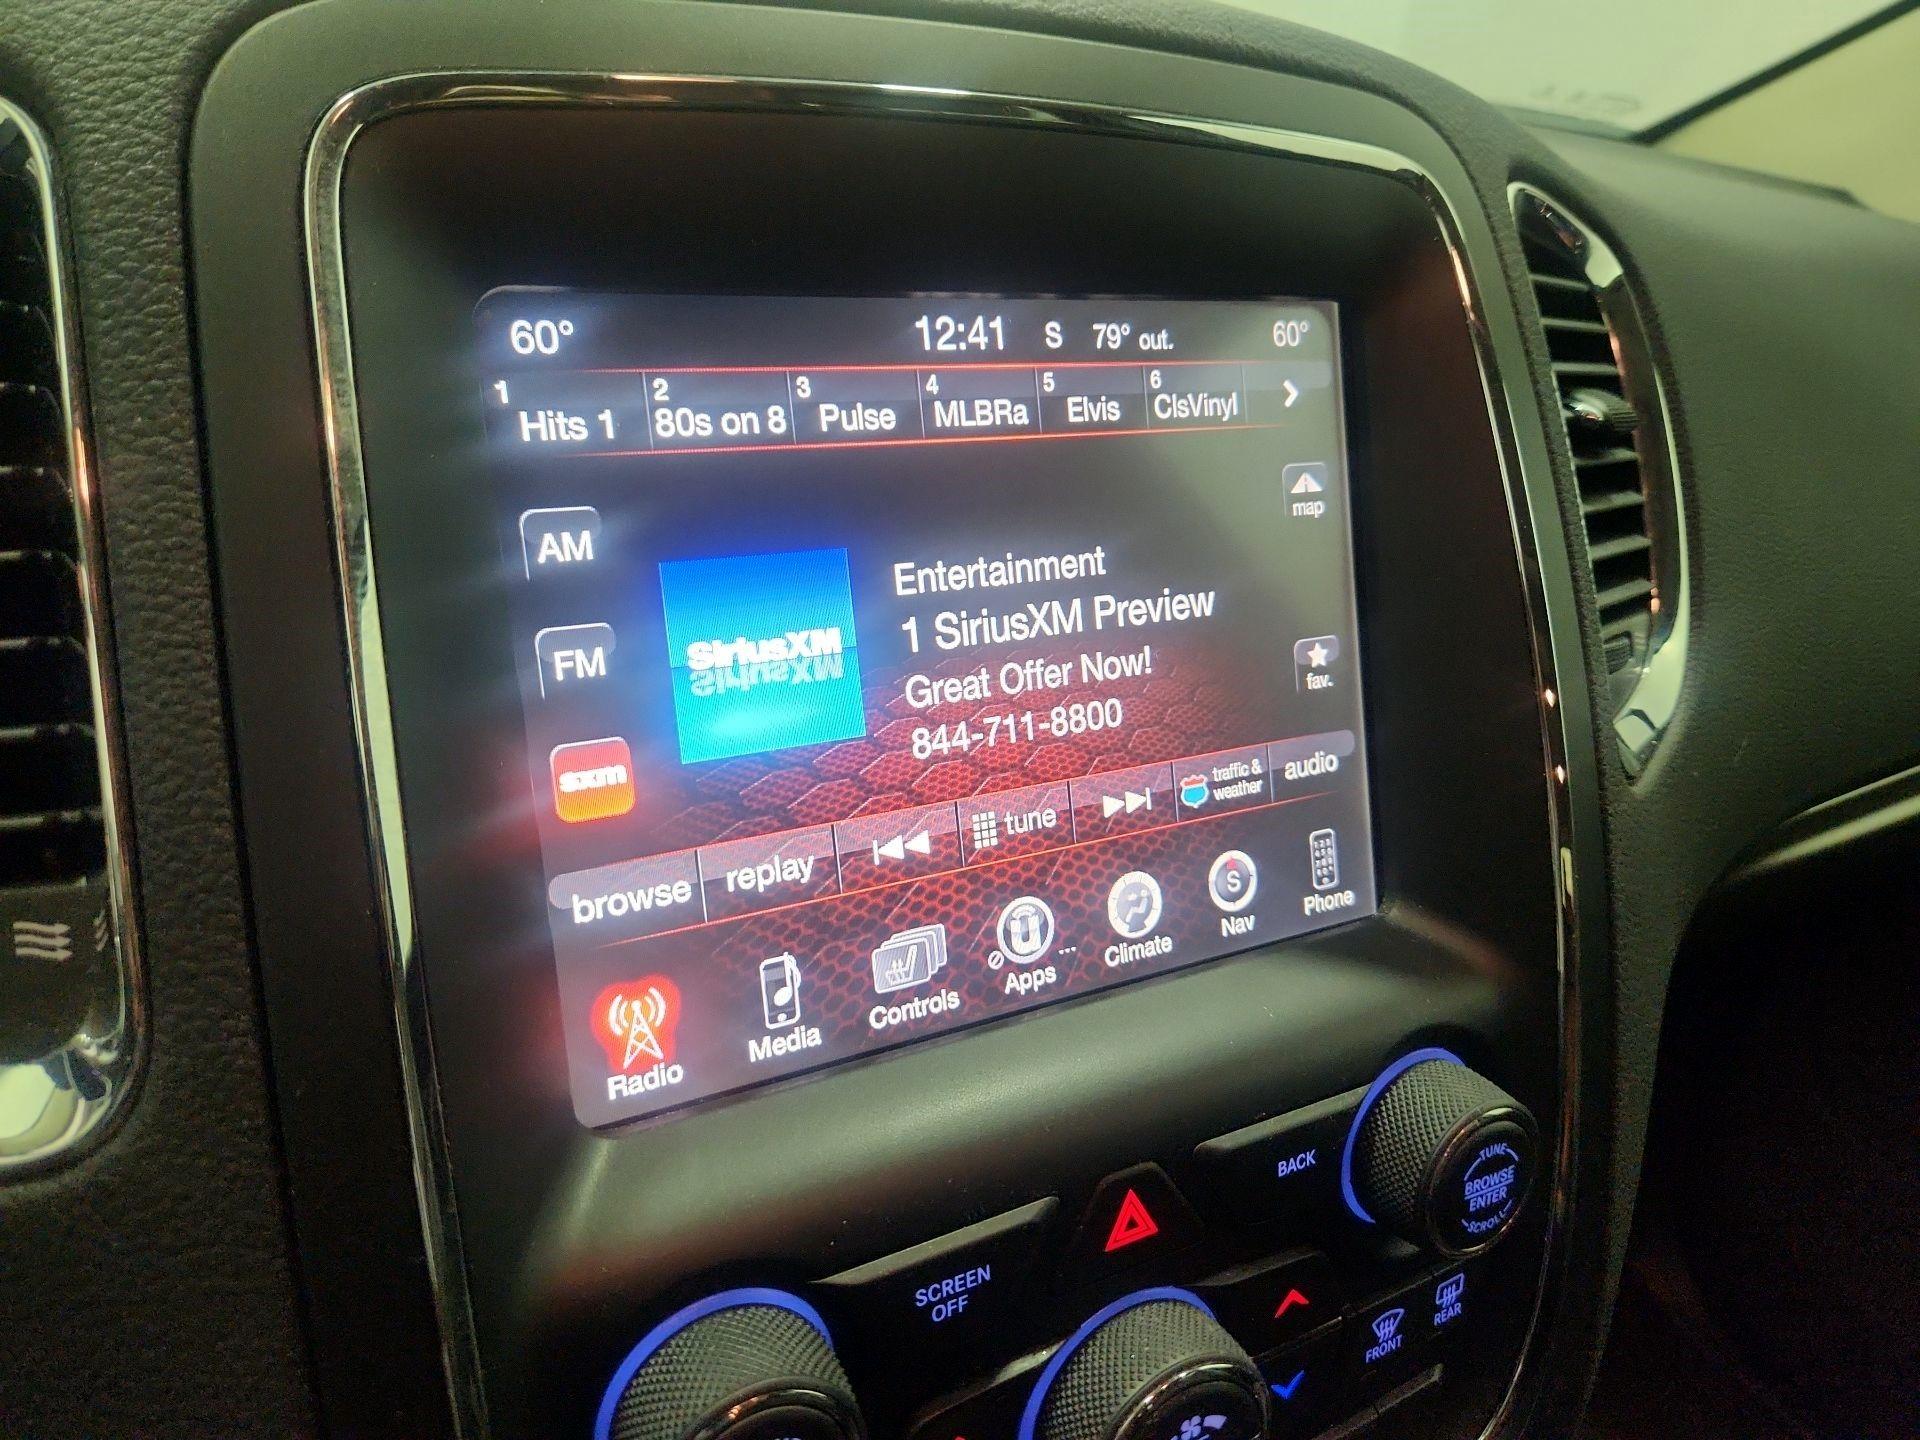 60°
12:41 S 79° out.
60°
1 Hits 1
2 80s on 8
3 Pulse
4 MLBRa
5 Elvis
6 ClsVinyl
map
AM
Entertainment
1 SiriusXM Preview
Great Offer Now!
844-711-8800
SiriusXM
FM
fav.
sxm
browse
replay
tune
traffic &
weather
audio
Radio
Media
Controls
Apps
...
Climate
S
Nav
Phone
BACK
TUNE
BROWSE
ENTER
SCROLL
SCREEN
OFF
FRONT
REAR